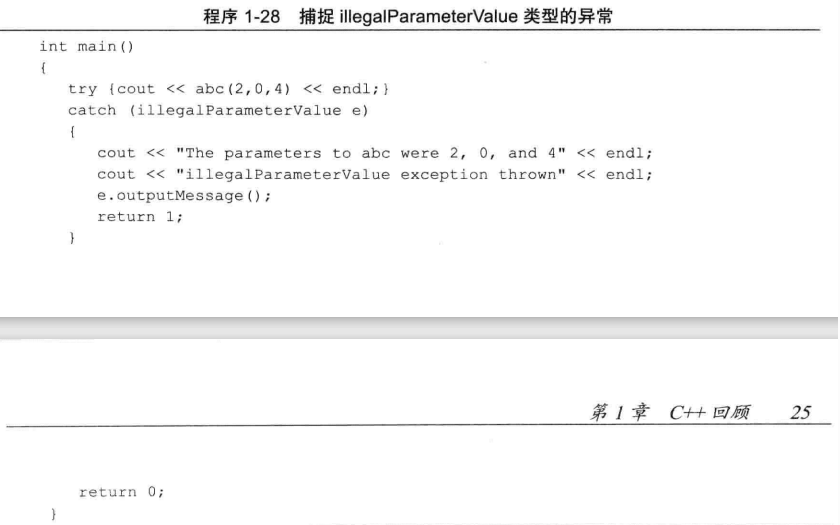 程序 1-28 捕捉 illegalParameterValue 类型的异常
int main()
{
try {cout << abc(2,0,4) << endl;}
catch (illegalParameterValue e)
{
cout << "The parameters to abc were 2, 0, and 4" << endl;
cout << "illegalParameterValue exception thrown" << endl;
e.outputMessage();
return 1;
}
第 1 章 C++ 回顾 25
return 0;
}